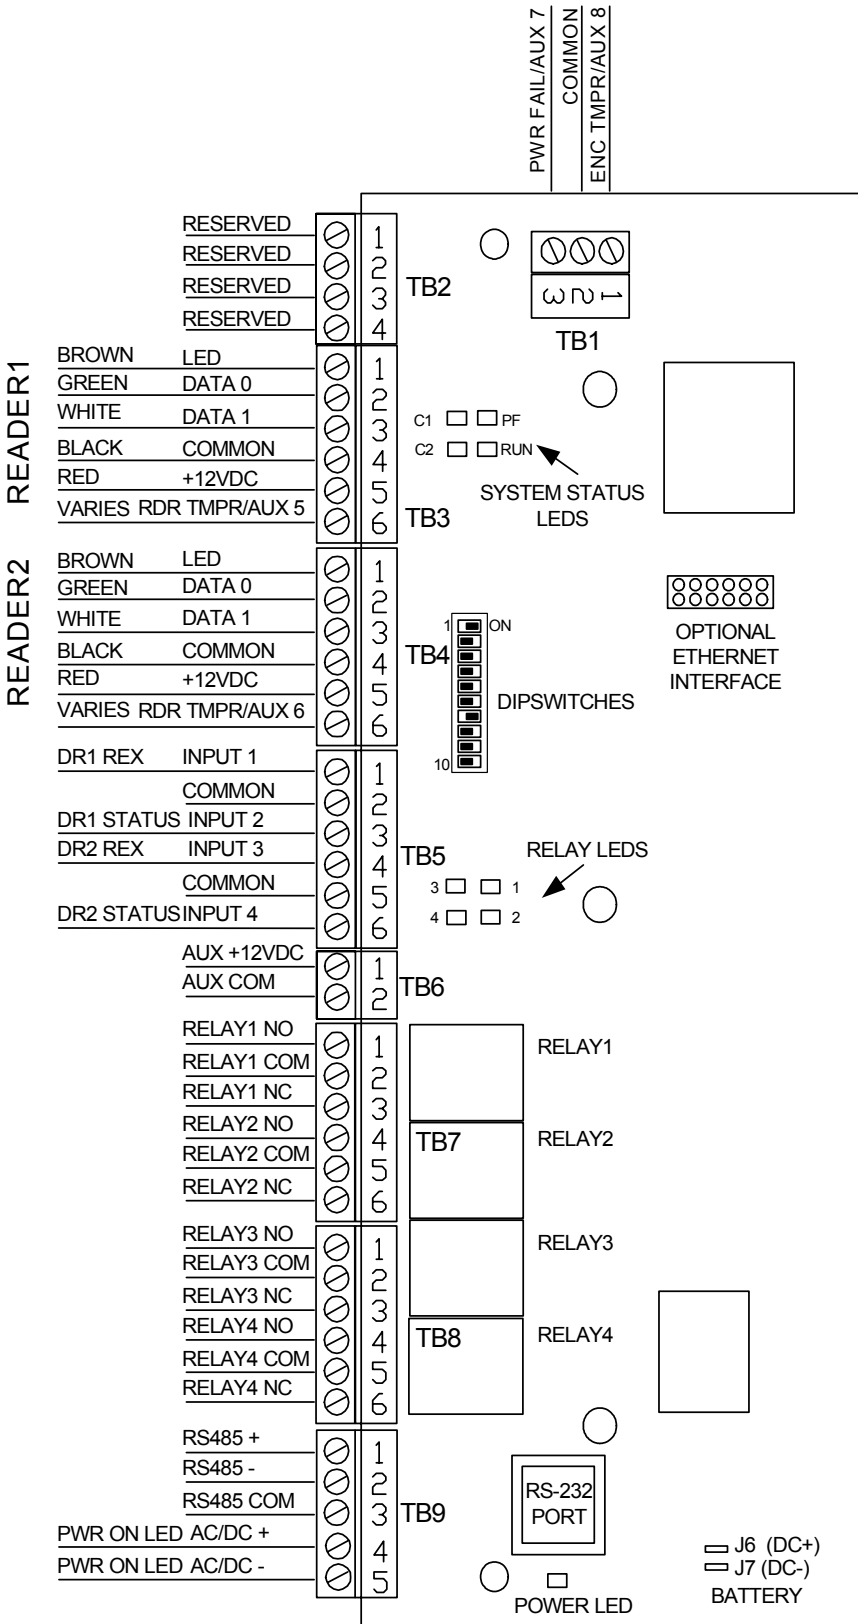 PWR FAIL/AUX 7
COMMON
ENC TMPR/AUX 8
RESERVED 1
RESERVED 2
RESERVED 3
RESERVED 4
TB2
3 2 1
TB1
READER1
BROWN LED 1
GREEN DATA 0 2
WHITE DATA 1 3
BLACK COMMON 4
RED +12VDC 5
VARIES RDR TMPR/AUX 5 6
TB3
C1 PF
C2 RUN
SYSTEM STATUS
LEDS
READER2
BROWN LED 1
GREEN DATA 0 2
WHITE DATA 1 3
BLACK COMMON 4
RED +12VDC 5
VARIES RDR TMPR/AUX 6 6
TB4
1 ON
10
DIPSWITCHES
OPTIONAL
ETHERNET
INTERFACE
DR1 REX INPUT 1 1
COMMON 2
DR1 STATUS INPUT 2 3
DR2 REX INPUT 3 4
COMMON 5
DR2 STATUS INPUT 4 6
TB5
RELAY LEDS
3 1
4 2
AUX +12VDC 1
AUX COM 2
TB6
RELAY1 NO 1
RELAY1 COM 2
RELAY1 NC 3
RELAY2 NO 4
RELAY2 COM 5
RELAY2 NC 6
TB7
RELAY1
RELAY2
RELAY3 NO 1
RELAY3 COM 2
RELAY3 NC 3
RELAY4 NO 4
RELAY4 COM 5
RELAY4 NC 6
TB8
RELAY3
RELAY4
RS485 + 1
RS485 - 2
RS485 COM 3
PWR ON LED AC/DC + 4
PWR ON LED AC/DC - 5
TB9
RS-232
PORT
POWER LED
J6 (DC+)
J7 (DC-)
BATTERY